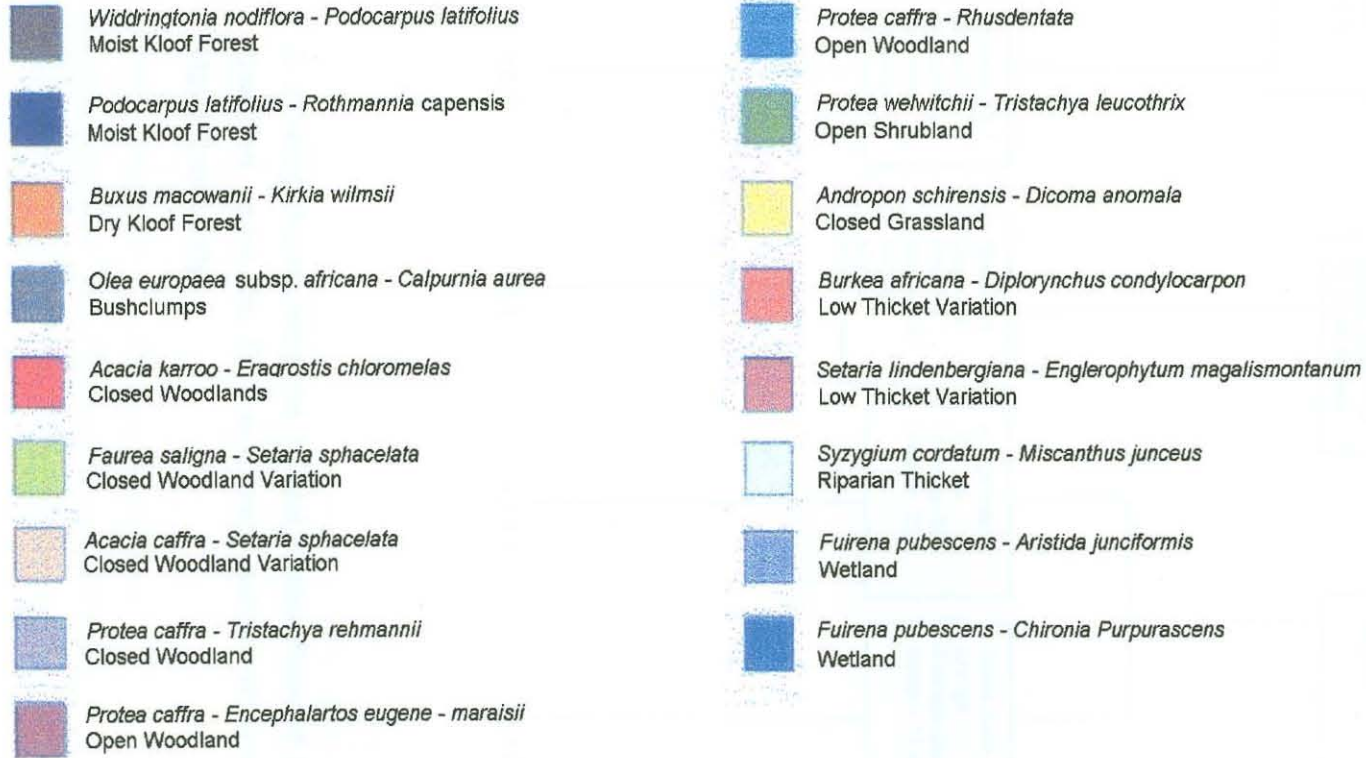 Widdringtonia nodiflora - Podocarpus latifolius
Moist Kloof Forest
Podocarpus latifolius - Rothmannia capensis
Moist Kloof Forest
Buxus macowanii - Kirkia wilmsii
Dry Kloof Forest
Olea europaea subsp. africana - Calpurnia aurea
Bushclumps
Acacia karroo - Eragrostis chloromelas
Closed Woodlands
Faurea saligna - Setaria sphacelata
Closed Woodland Variation
Acacia caffra - Setaria sphacelata
Closed Woodland Variation
Protea caffra - Tristachya rehmannii
Closed Woodland
Protea caffra - Encephalartos eugene - maraisii
Open Woodland
Protea caffra - Rhusdentata
Open Woodland
Protea welwitchii - Tristachya leucothrix
Open Shrubland
Andropon schirensis - Dicoma anomala
Closed Grassland
Burkea africana - Diplorynchus condylocarpon
Low Thicket Variation
Setaria lindenbergiana - Englerophytum magalismontanum
Low Thicket Variation
Syzygium cordatum - Miscanthus junceus
Riparian Thicket
Fuirena pubescens - Aristida junciformis
Wetland
Fuirena pubescens - Chironia Purpurascens
Wetland